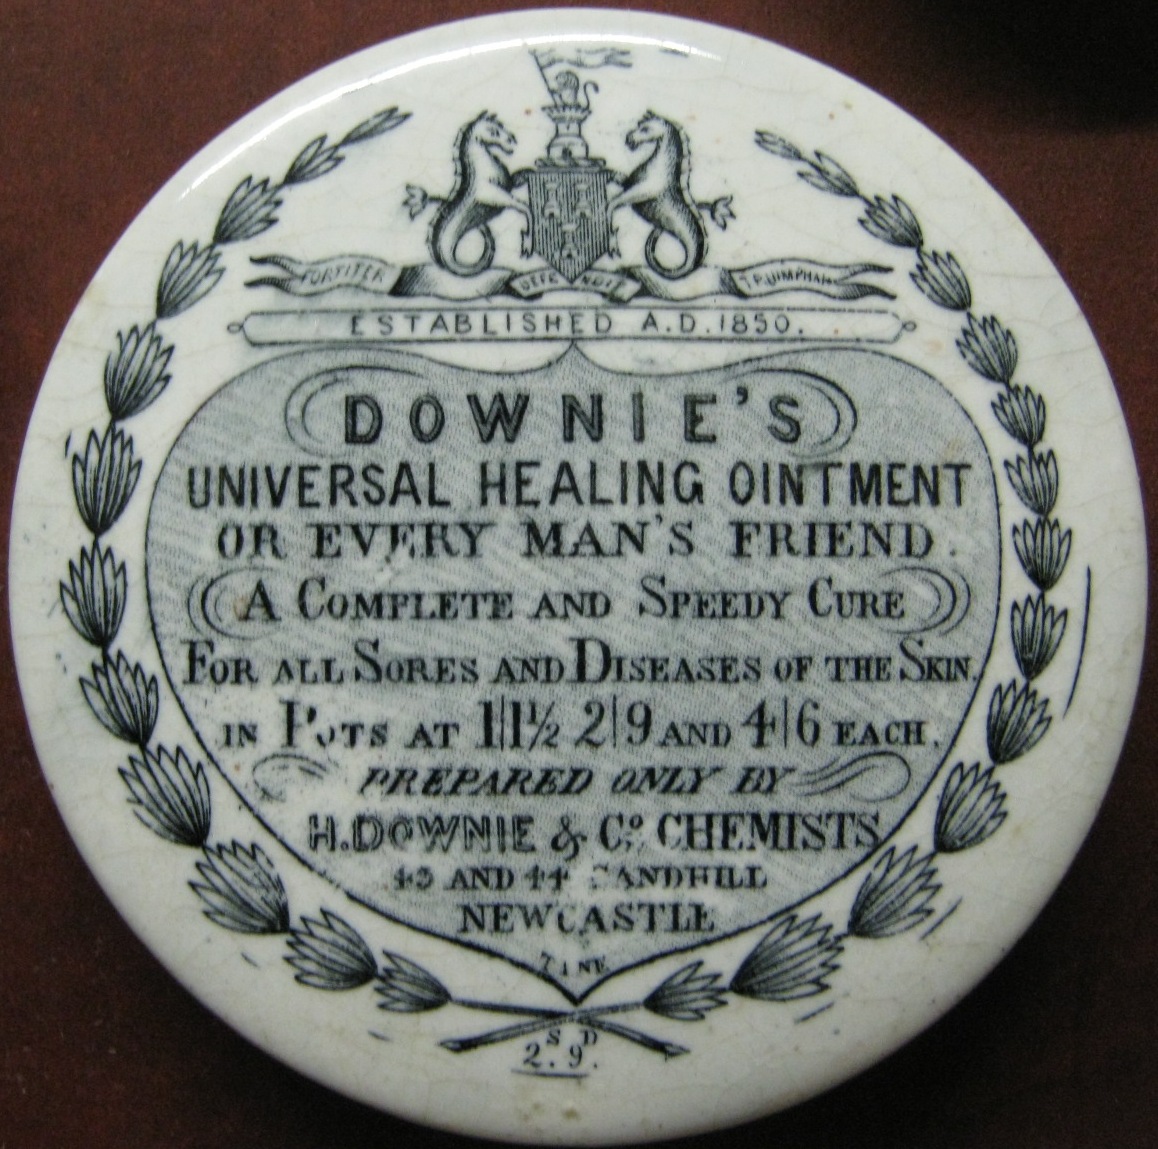 FORTITER DEFENDIT TRIUMPHANS
ESTABLISHED A.D. 1850.
DOWNIE'S
UNIVERSAL HEALING OINTMENT
OR EVERY MAN'S FRIEND.
A COMPLETE AND SPEEDY CURE
FOR ALL SORES AND DISEASES OF THE SKIN.
IN POTS AT 1|1½ 2|9 AND 4|6 EACH.
PREPARED ONLY BY
H. DOWNIE & Co. CHEMISTS
43 AND 44 SANDHILL
NEWCASTLE
TINE
S D
2. 9.